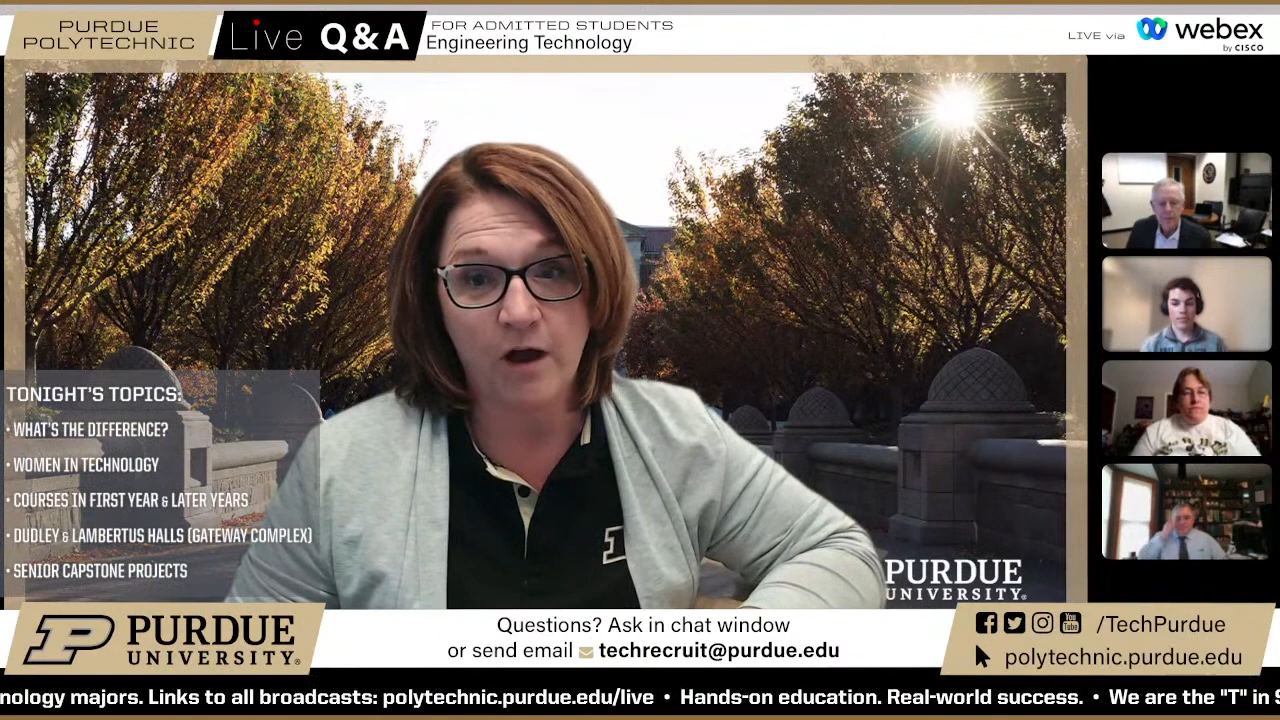 PURDUE
POLYTECHNIC
Live Q&A
FOR ADMITTED STUDENTS
Engineering Technology
LIVE via webex
by CISCO
TONIGHT'S TOPICS:
• WHAT'S THE DIFFERENCE?
• WOMEN IN TECHNOLOGY
• COURSES IN FIRST YEAR & LATER YEARS
• DUDLEY & LAMBERTUS HALLS (GATEWAY COMPLEX)
• SENIOR CAPSTONE PROJECTS
PURDUE
UNIVERSITY®
P PURDUE
UNIVERSITY®
Questions? Ask in chat window
or send email techrecruit@purdue.edu
You Tube /TechPurdue
polytechnic.purdue.edu
nology majors. Links to all broadcasts: polytechnic.purdue.edu/live • Hands-on education. Real-world success. • We are the "T" in S